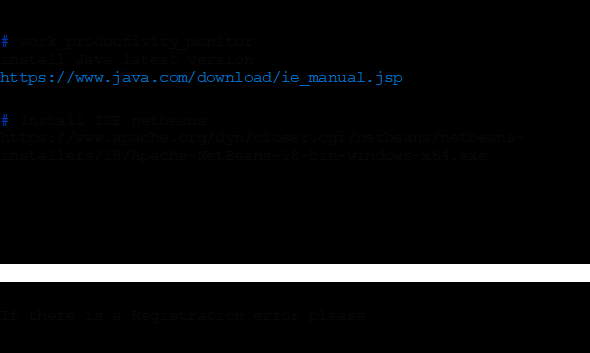 # work_productivity_monitor
install Java latest version
https://www.java.com/download/ie_manual.jsp
# Install IDE netbeans
https://www.apache.org/dyn/closer.cgi/netbeans/netbeans-
installers/18/Apache-NetBeans-18-bin-windows-x64.exe
If there is a Registration error please